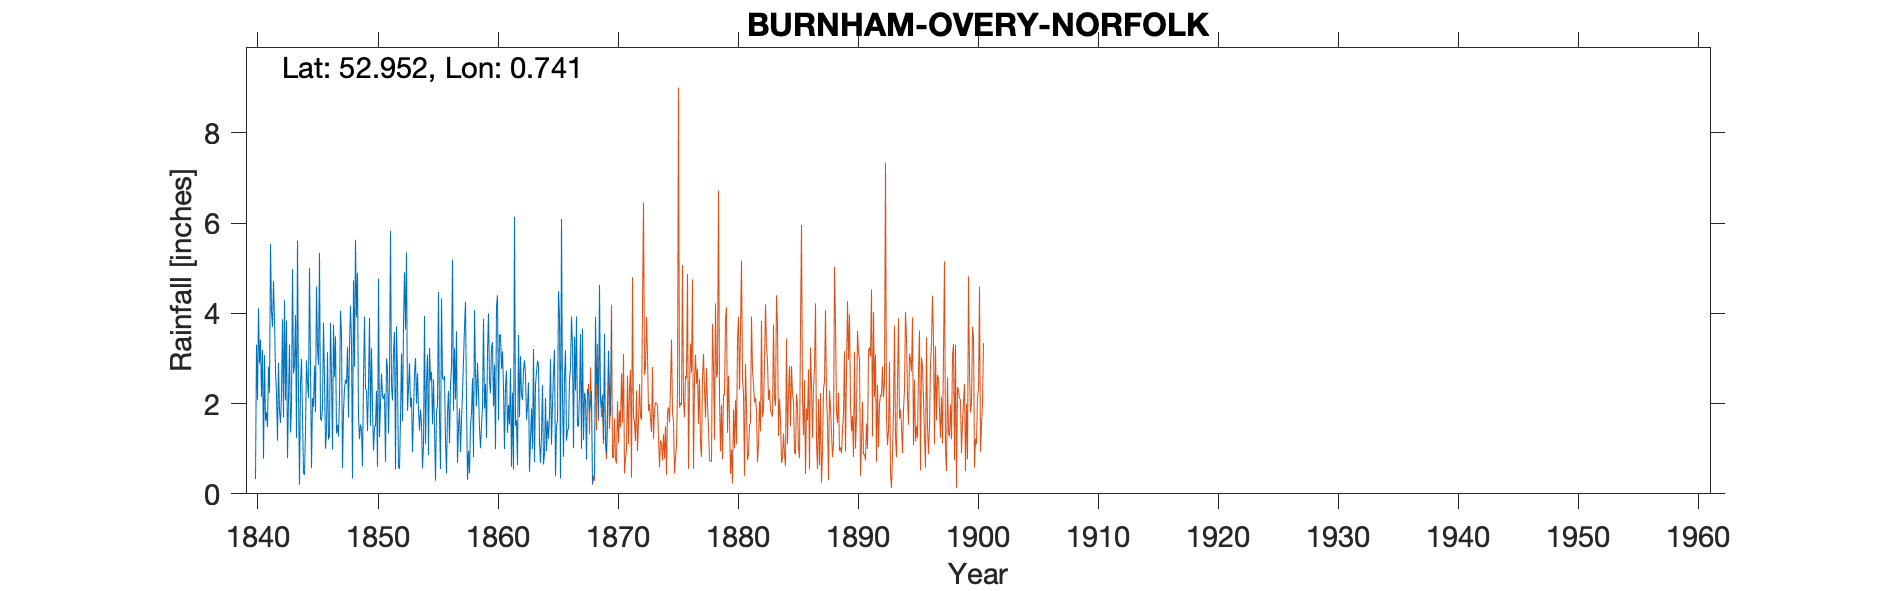 BURNHAM-OVERY-NORFOLK
Lat: 52.952, Lon: 0.741
Rainfall [inches]
8
6
4
2
0
1840 1850 1860 1870 1880 1890 1900 1910 1920 1930 1940 1950 1960
Year